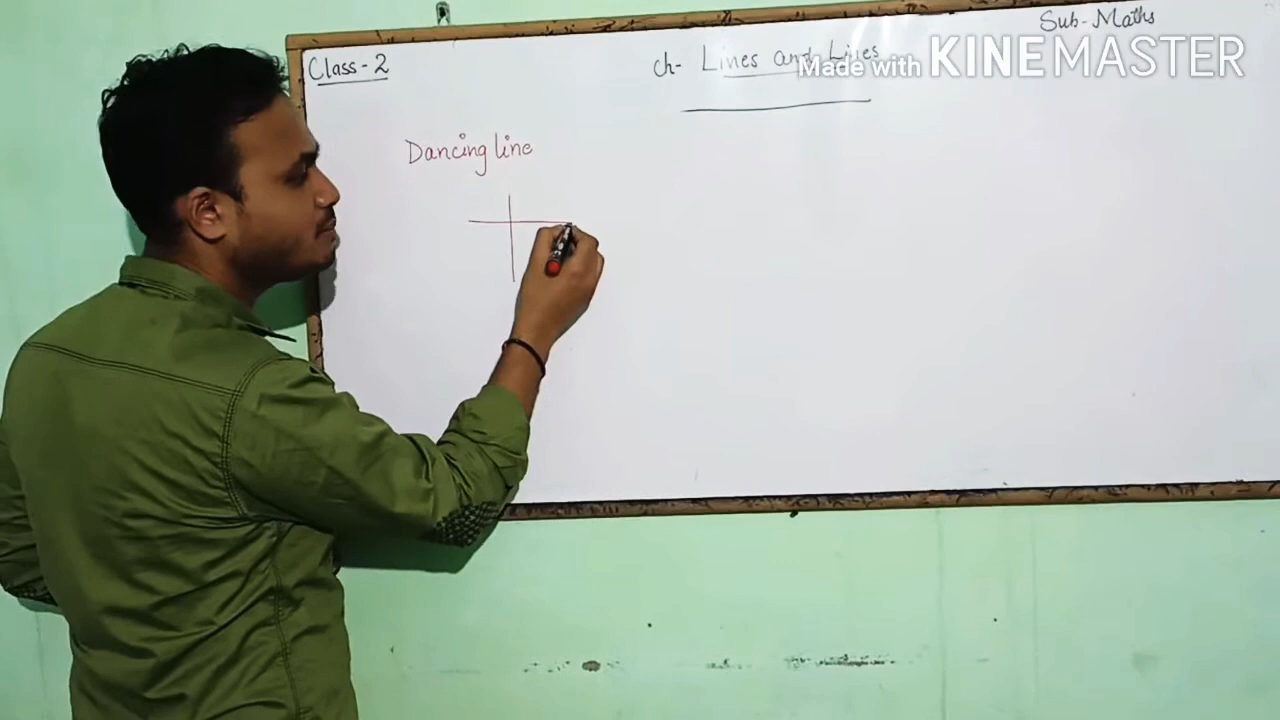 Sub- Maths
Class-2
ch- Lines and Lines
Made with KINEMASTER
Dancing line